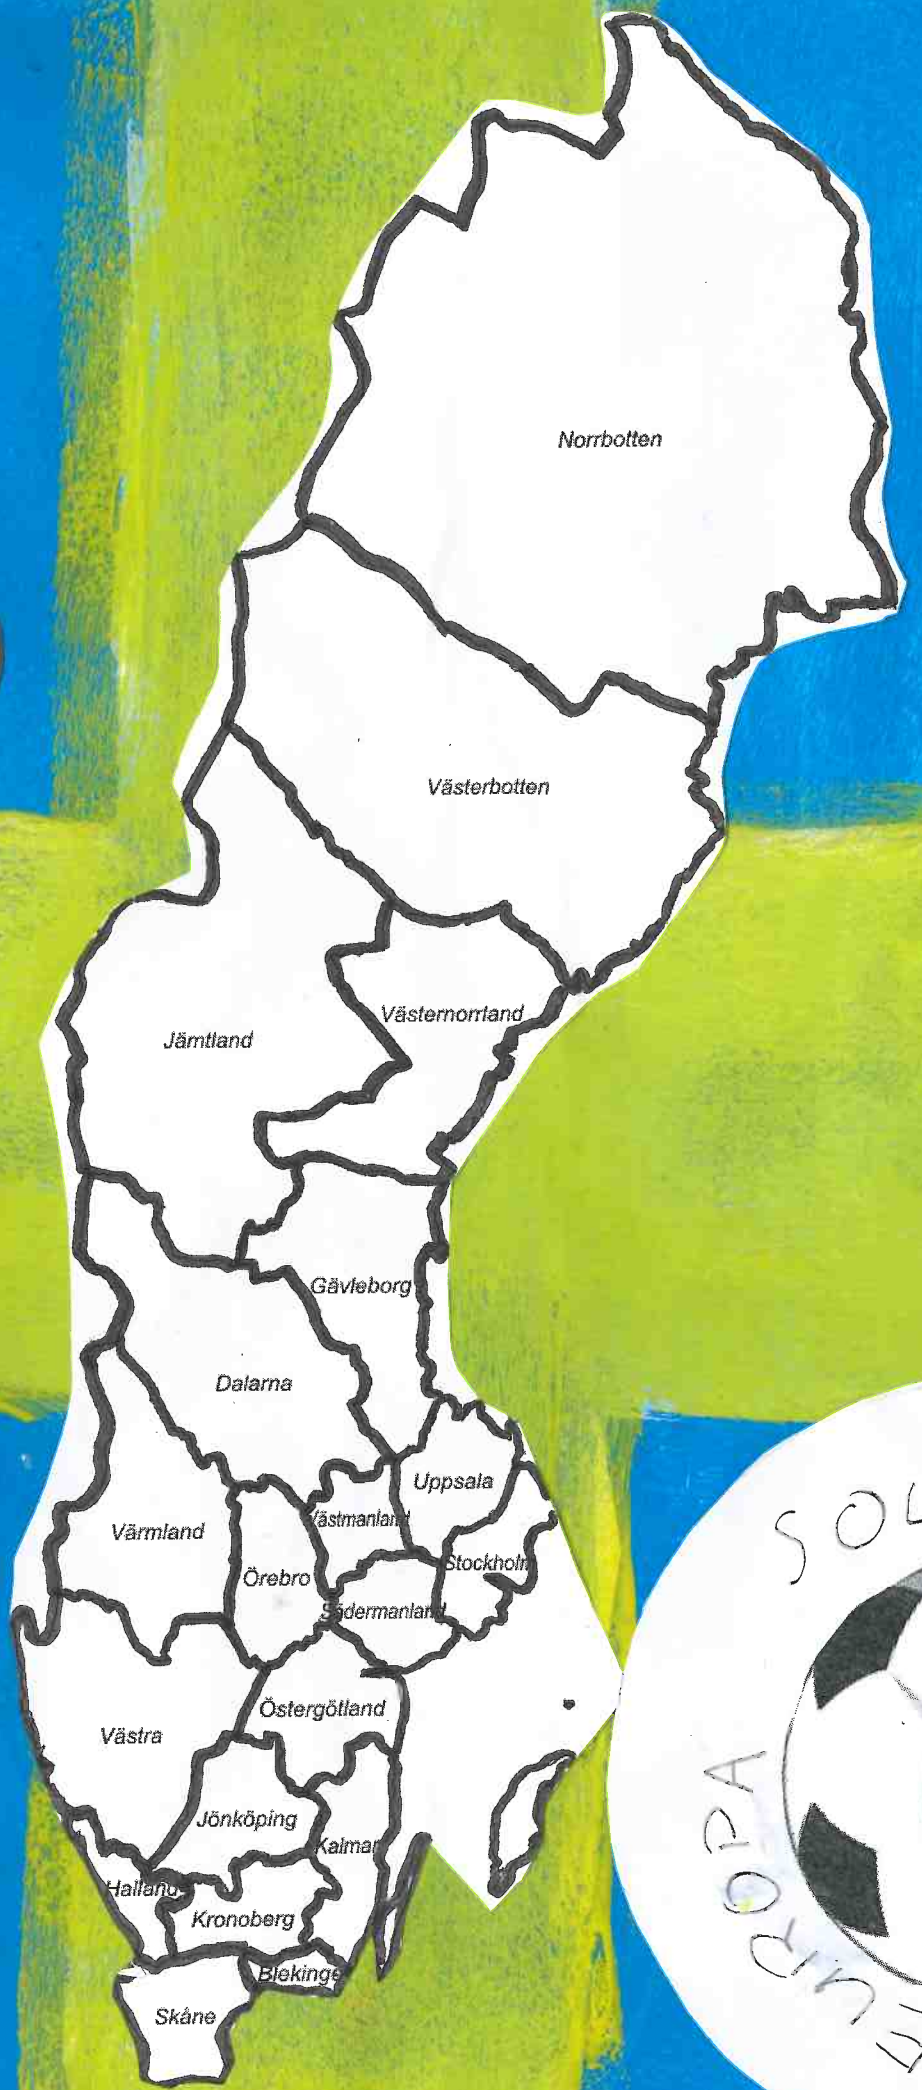 Norrbotten
Västerbotten
Västernorrland
Jämtland
Gävleborg
Dalarna
Uppsala
Västmanland
Värmland
Stockholm
Örebro
Södermanland
Östergötland
Västra
Jönköping
Kalmar
Halland
Kronoberg
Blekinge
Skåne
SOL
EUROPA